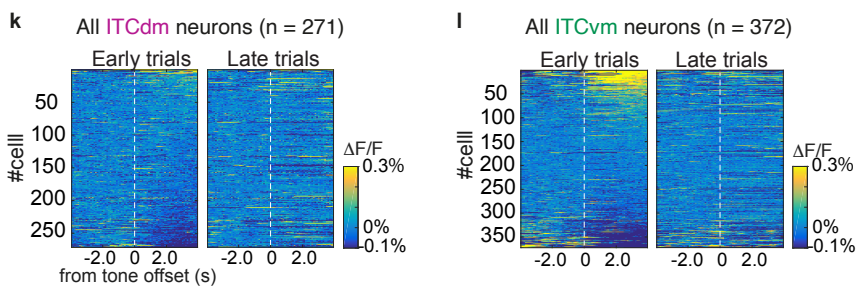 k All ITCdm neurons (n = 271)
Early trials Late trials
#celll
50
100
150
200
250
ΔF/F
0.3%
0%
-0.1%
-2.0 0 2.0 -2.0 0 2.0
from tone offset (s)
l All ITCvm neurons (n = 372)
Early trials Late trials
#celll
50
100
150
200
250
300
350
ΔF/F
0.3%
0%
-0.1%
-2.0 0 2.0 -2.0 0 2.0